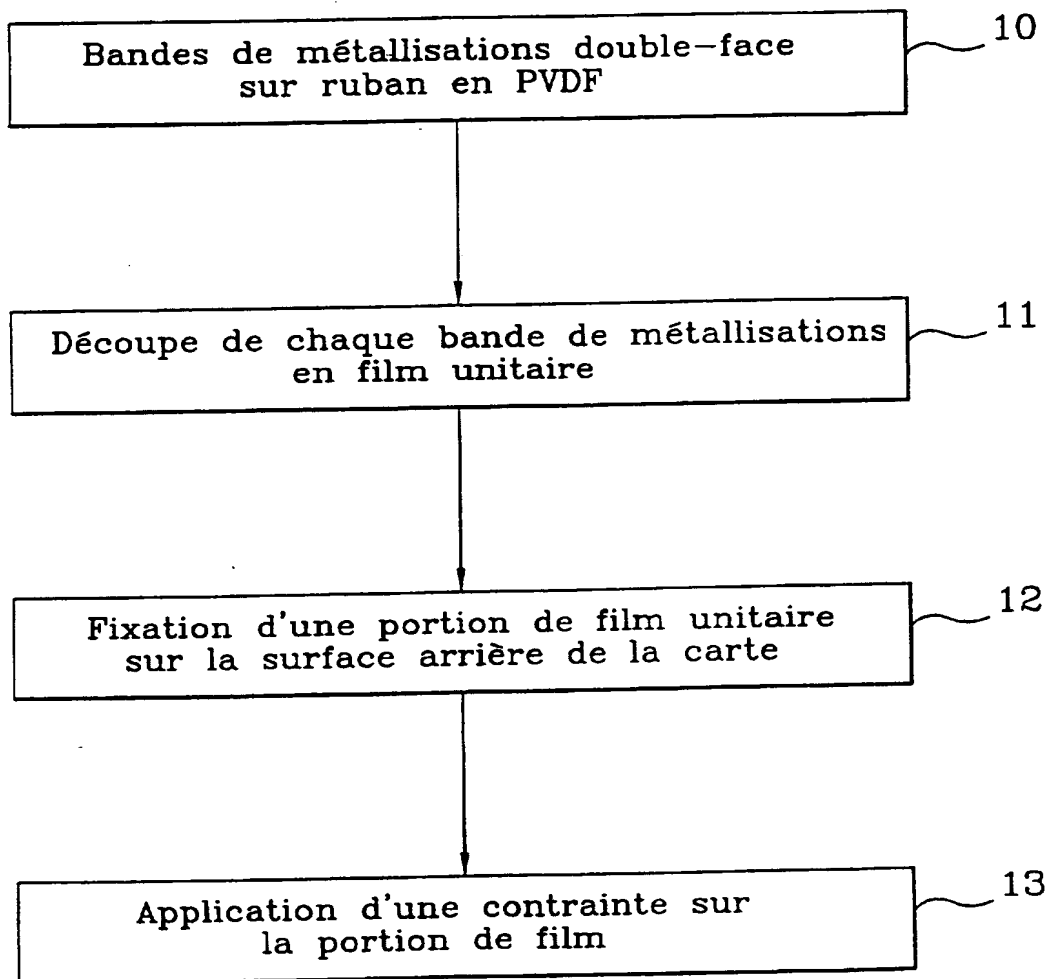 Bandes de métallisations double-face
sur ruban en PVDF
10
Découpe de chaque bande de métallisations
en film unitaire
11
Fixation d'une portion de film unitaire
sur la surface arrière de la carte
12
Application d'une contrainte sur
la portion de film
13